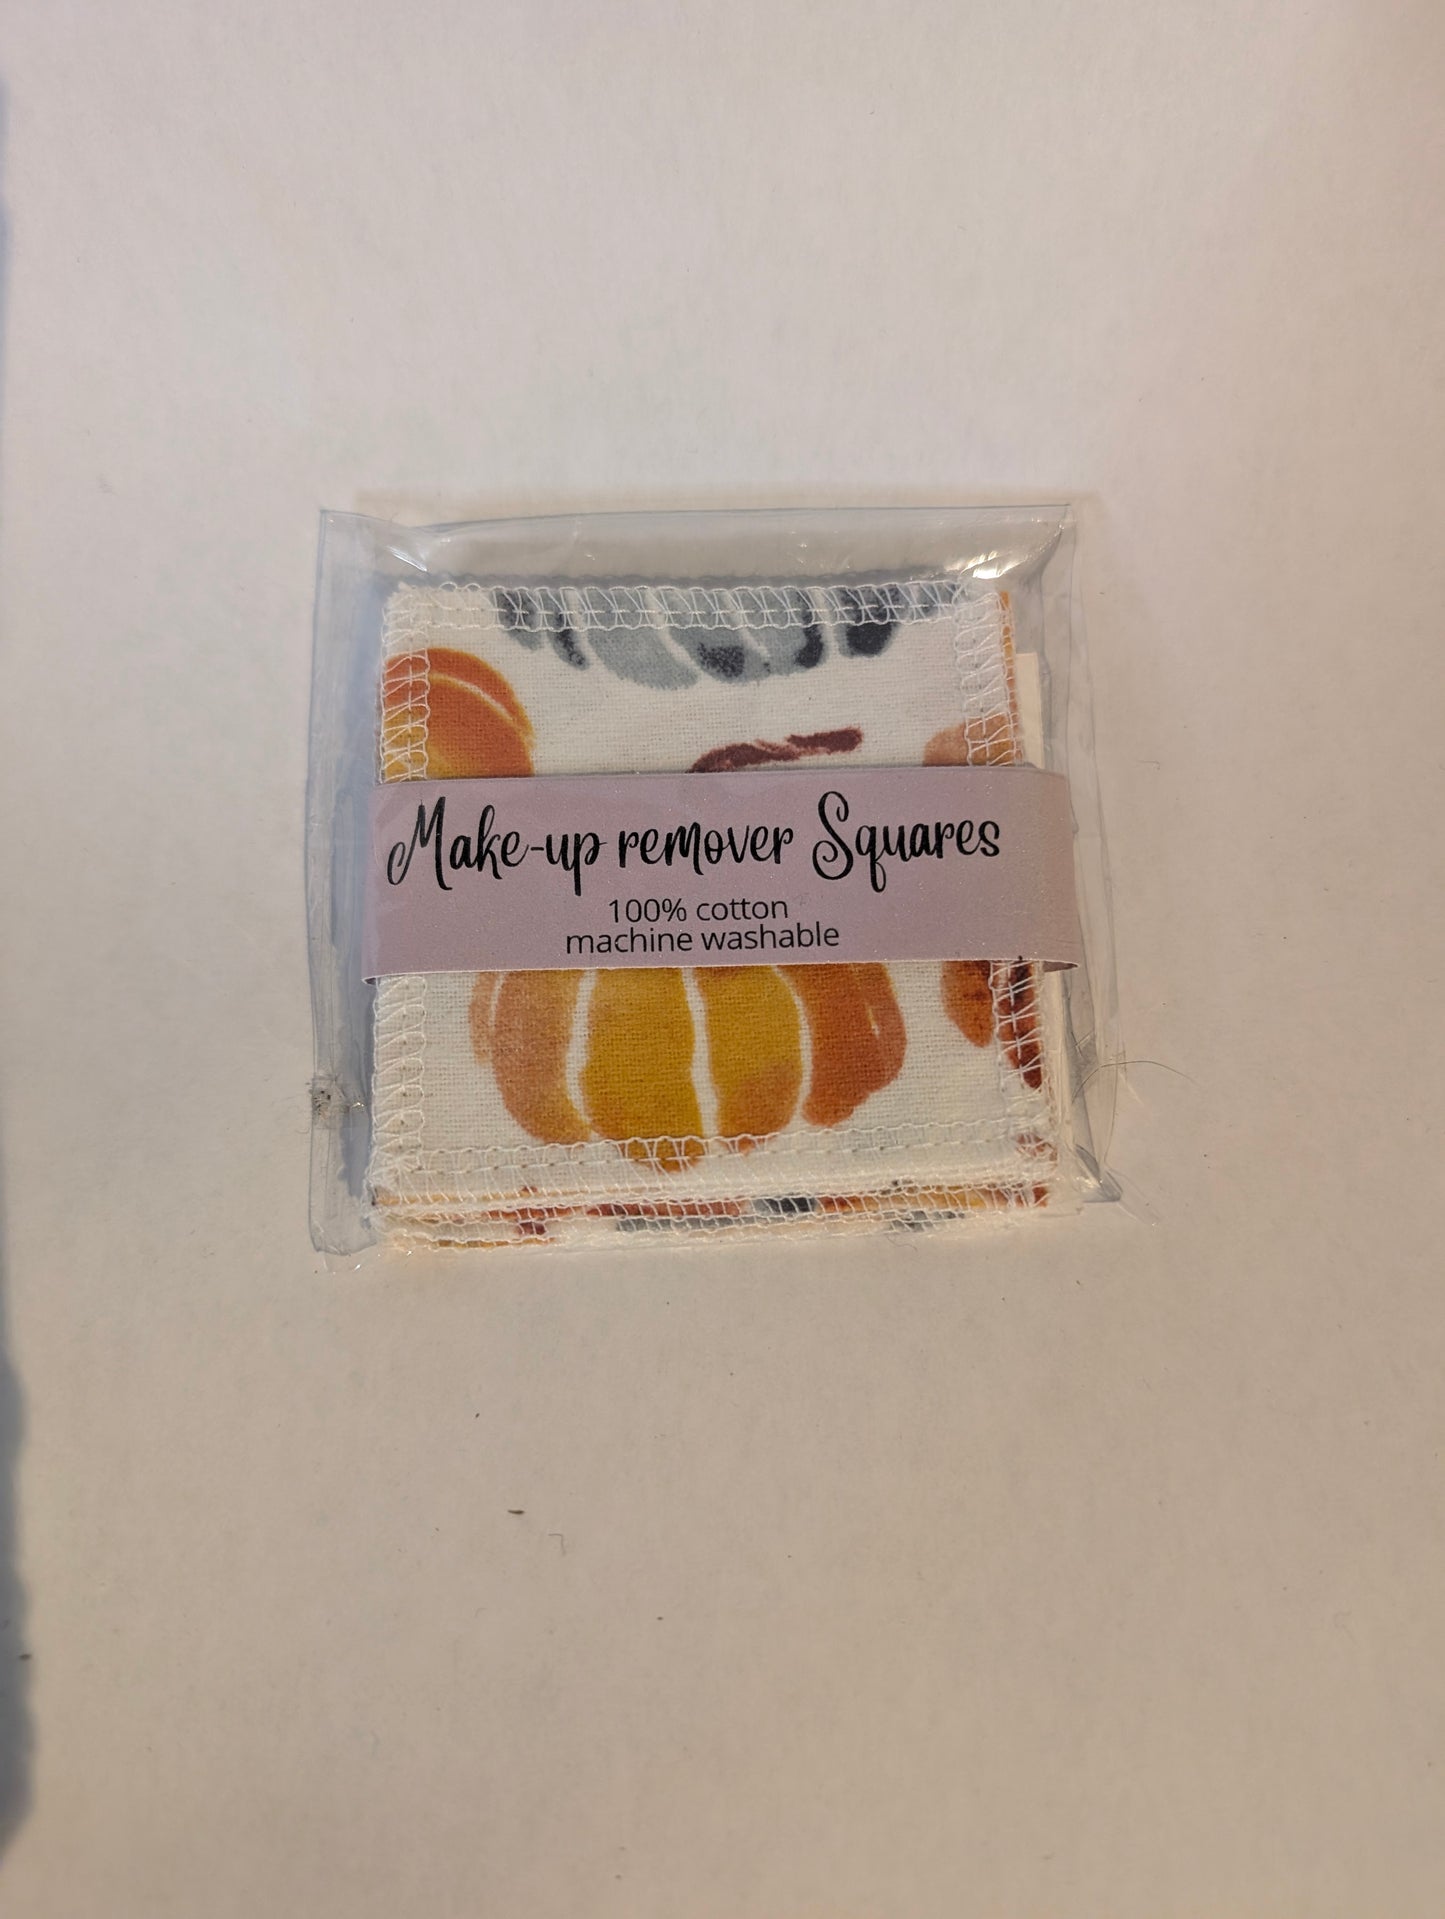 Make-up remover Squares
100% cotton
machine washable